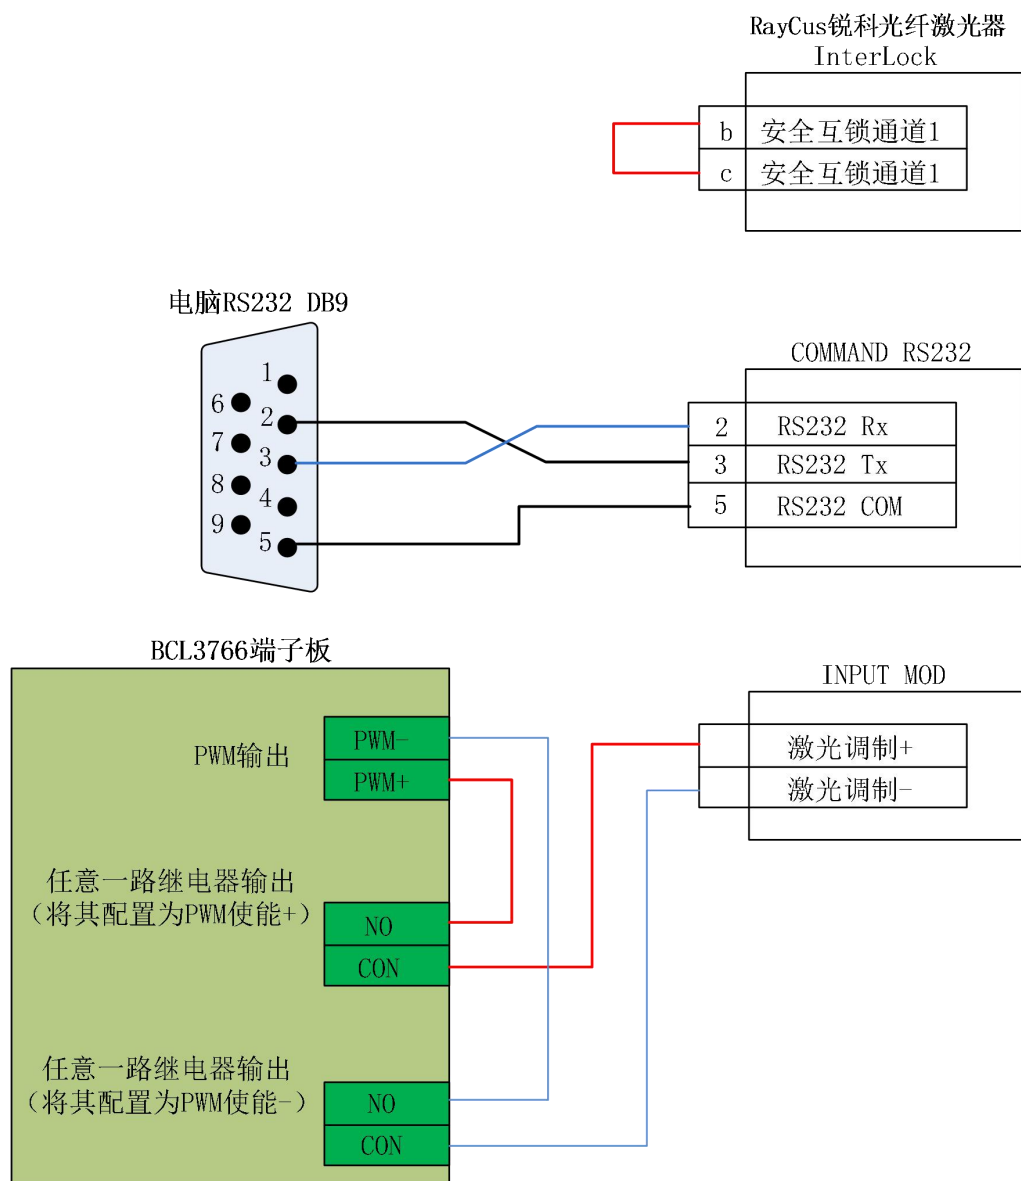 RayCus锐科光纤激光器
InterLock
b 安全互锁通道1
c 安全互锁通道1
电脑RS232 DB9
1
6
2
7
3
8
4
9
5
COMMAND RS232
2 RS232 Rx
3 RS232 Tx
5 RS232 COM
BCL3766端子板
PWM输出
PWM-
PWM+
任意一路继电器输出
（将其配置为PWM使能+）
NO
CON
任意一路继电器输出
（将其配置为PWM使能-）
NO
CON
INPUT MOD
激光调制+
激光调制-